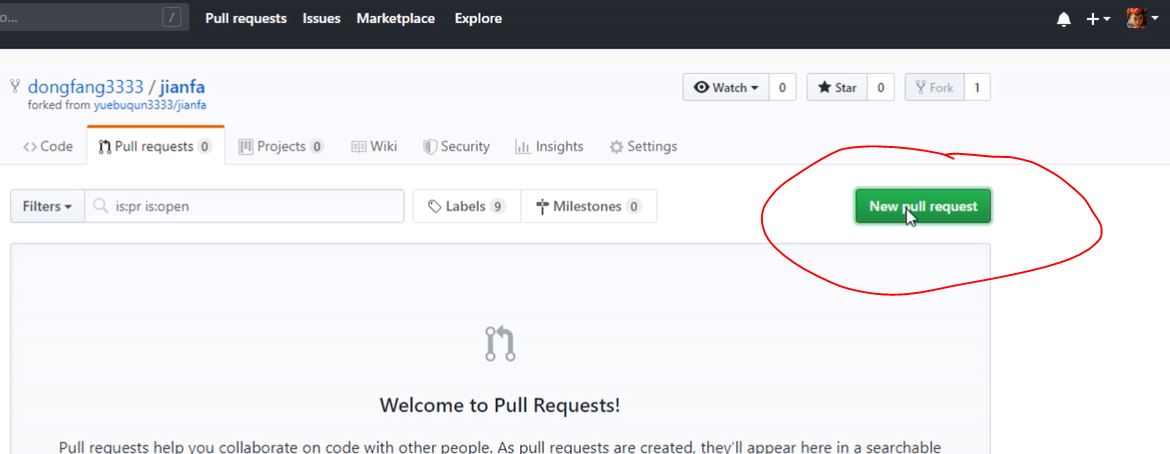 o... / Pull requests Issues Marketplace Explore
dongfang3333 / jianfa Watch 0 Star 0 Fork 1
forked from yuebuqun3333/jianfa
Code Pull requests 0 Projects 0 Wiki Security Insights Settings
Filters is:pr is:open Labels 9 Milestones 0 New pull request
Welcome to Pull Requests!
Pull requests help you collaborate on code with other people. As pull requests are created, they'll appear here in a searchable